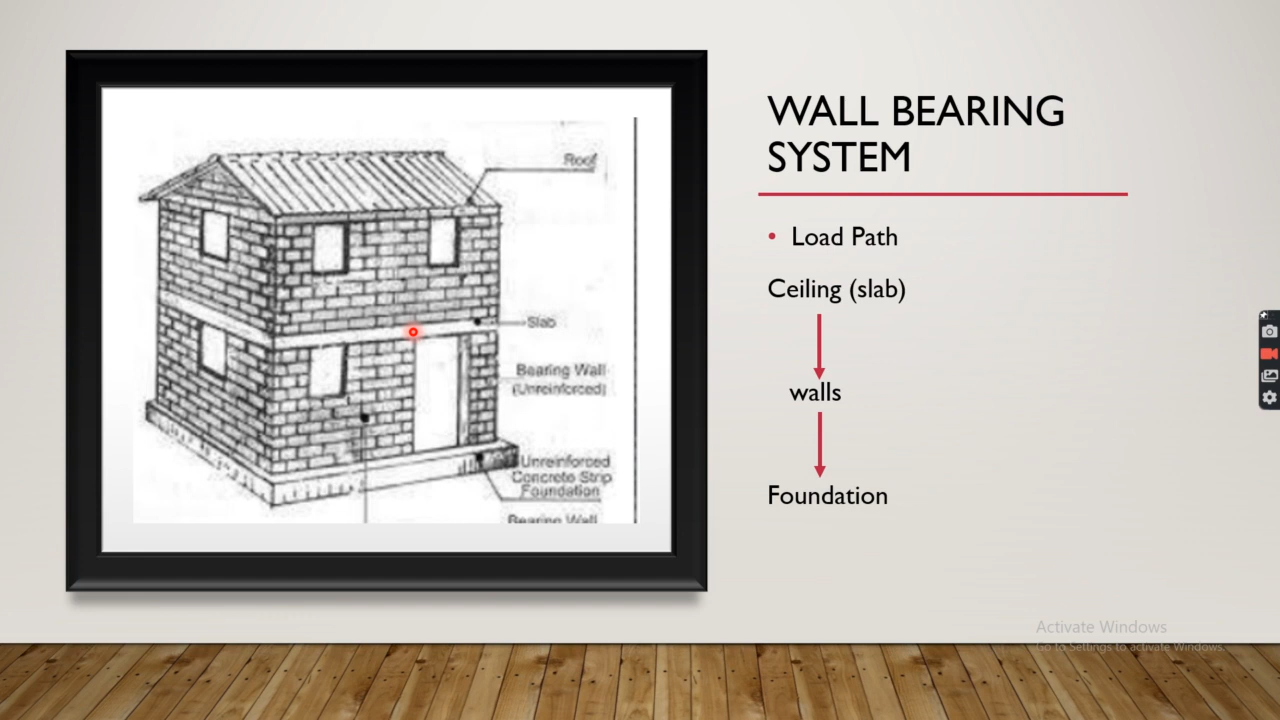 WALL BEARING
SYSTEM
• Load Path
Ceiling (slab)
walls
Foundation
Roof
Slab
Bearing Wall
(Unreinforced)
Unreinforced
Concrete Strip
Foundation
Bearing Wall
Activate Windows
Go to Settings to activate Windows.